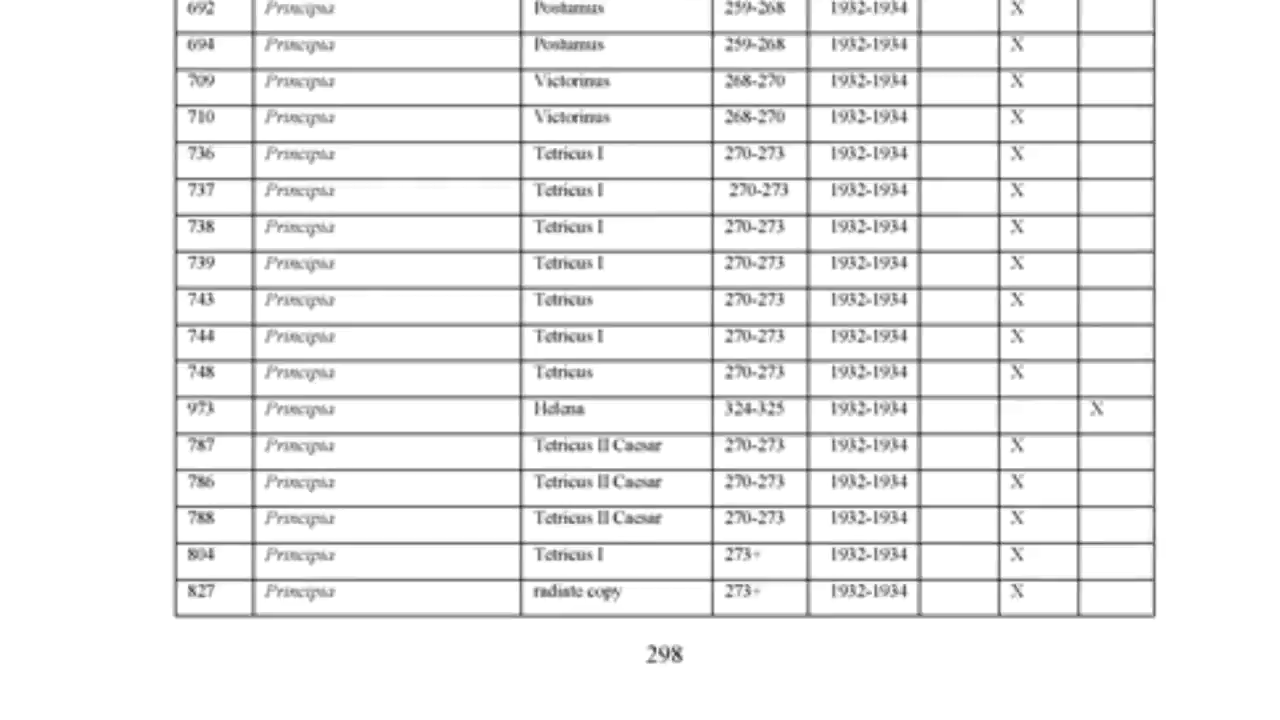 692 Principia Postumus 259-268 1932-1934 X
694 Principia Postumus 259-268 1932-1934 X
709 Principia Victorinus 268-270 1932-1934 X
710 Principia Victorinus 268-270 1932-1934 X
736 Principia Tetricus I 270-273 1932-1934 X
737 Principia Tetricus I 270-273 1932-1934 X
738 Principia Tetricus I 270-273 1932-1934 X
739 Principia Tetricus I 270-273 1932-1934 X
743 Principia Tetricus 270-273 1932-1934 X
744 Principia Tetricus I 270-273 1932-1934 X
748 Principia Tetricus 270-273 1932-1934 X
973 Principia Helena 324-325 1932-1934 X
787 Principia Tetricus II Caesar 270-273 1932-1934 X
786 Principia Tetricus II Caesar 270-273 1932-1934 X
788 Principia Tetricus II Caesar 270-273 1932-1934 X
804 Principia Tetricus I 273+ 1932-1934 X
827 Principia radiate copy 273+ 1932-1934 X
298